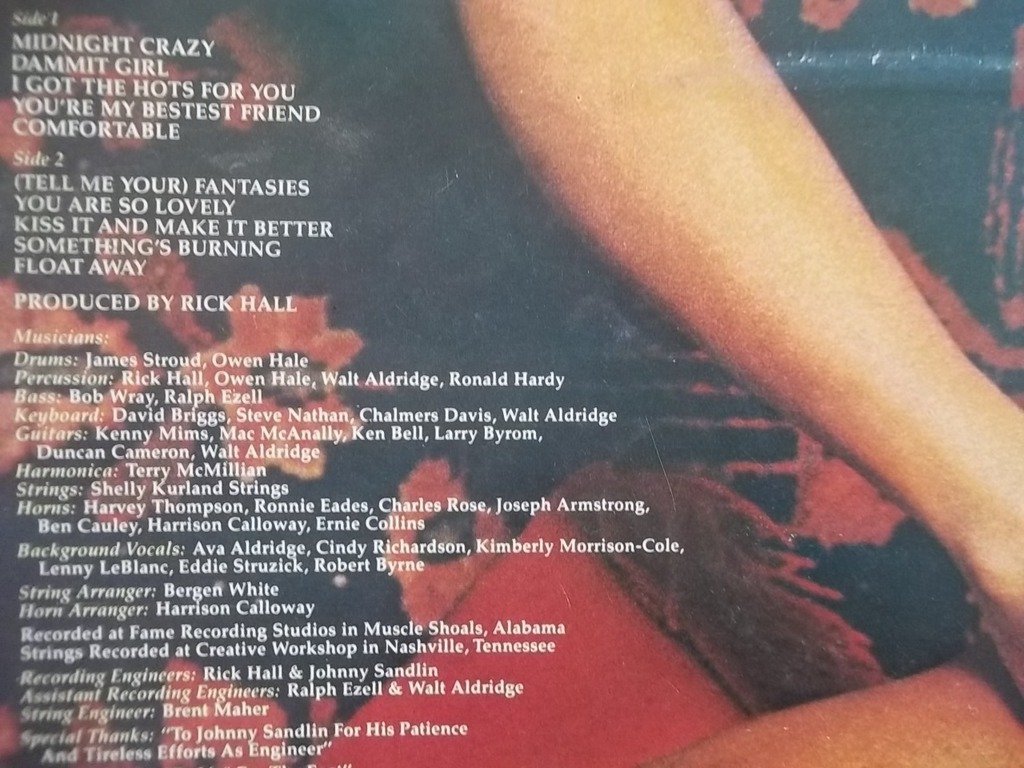 Side 1
MIDNIGHT CRAZY
DAMMIT GIRL
I GOT THE HOTS FOR YOU
YOU'RE MY BESTEST FRIEND
COMFORTABLE
Side 2
(TELL ME YOUR) FANTASIES
YOU ARE SO LOVELY
KISS IT AND MAKE IT BETTER
SOMETHING'S BURNING
FLOAT AWAY
PRODUCED BY RICK HALL
Musicians:
Drums: James Stroud, Owen Hale
Percussion: Rick Hall, Owen Hale, Walt Aldridge, Ronald Hardy
Bass: Bob Wray, Ralph Ezell
Keyboard: David Briggs, Steve Nathan, Chalmers Davis, Walt Aldridge
Guitars: Kenny Mims, Mac McAnally, Ken Bell, Larry Byrom,
Duncan Cameron, Walt Aldridge
Harmonica: Terry McMillian
Strings: Shelly Kurland Strings
Horns: Harvey Thompson, Ronnie Eades, Charles Rose, Joseph Armstrong,
Ben Cauley, Harrison Calloway, Ernie Collins
Background Vocals: Ava Aldridge, Cindy Richardson, Kimberly Morrison-Cole,
Lenny LeBlanc, Eddie Struzick, Robert Byrne
String Arranger: Bergen White
Horn Arranger: Harrison Calloway
Recorded at Fame Recording Studios in Muscle Shoals, Alabama
Strings Recorded at Creative Workshop in Nashville, Tennessee
Recording Engineers: Rick Hall & Johnny Sandlin
Assistant Recording Engineers: Ralph Ezell & Walt Aldridge
String Engineer: Brent Maher
Special Thanks: "To Johnny Sandlin For His Patience
And Tireless Efforts As Engineer"